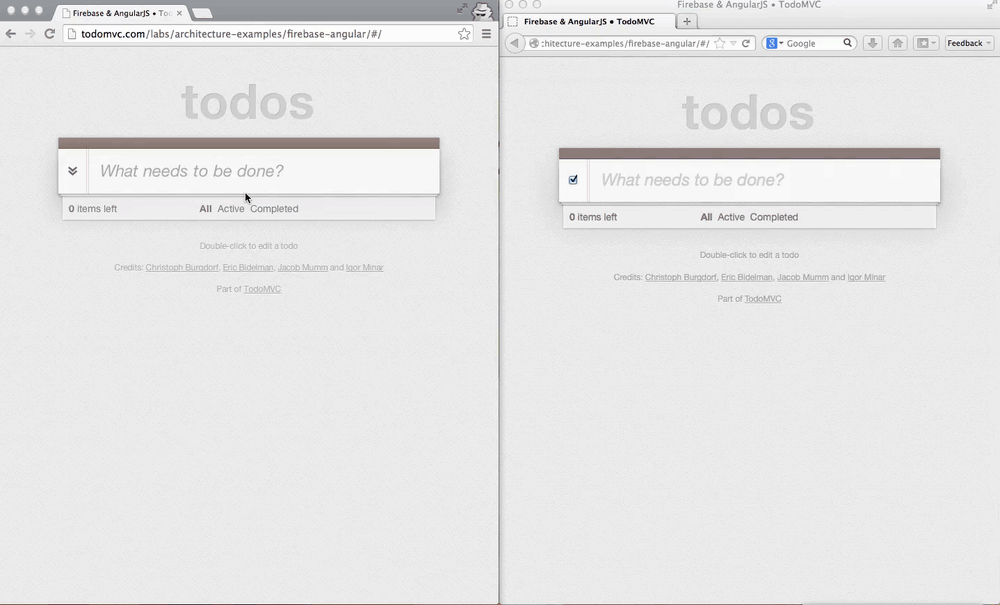 Firebase & AngularJS • Tod
todomvc.com/labs/architecture-examples/firebase-angular/#/
todos
What needs to be done?
0 items left
All Active Completed
Double-click to edit a todo
Credits: Christoph Burgdorf, Eric Bidelman, Jacob Mumm and Igor Minar
Part of TodoMVC
Firebase & AngularJS • TodoMVC
Firebase & AngularJS • TodoMVC
:hitecture-examples/firebase-angular/#/
Google
Feedback
todos
What needs to be done?
0 items left
All Active Completed
Double-click to edit a todo
Credits: Christoph Burgdorf, Eric Bidelman, Jacob Mumm and Igor Minar
Part of TodoMVC